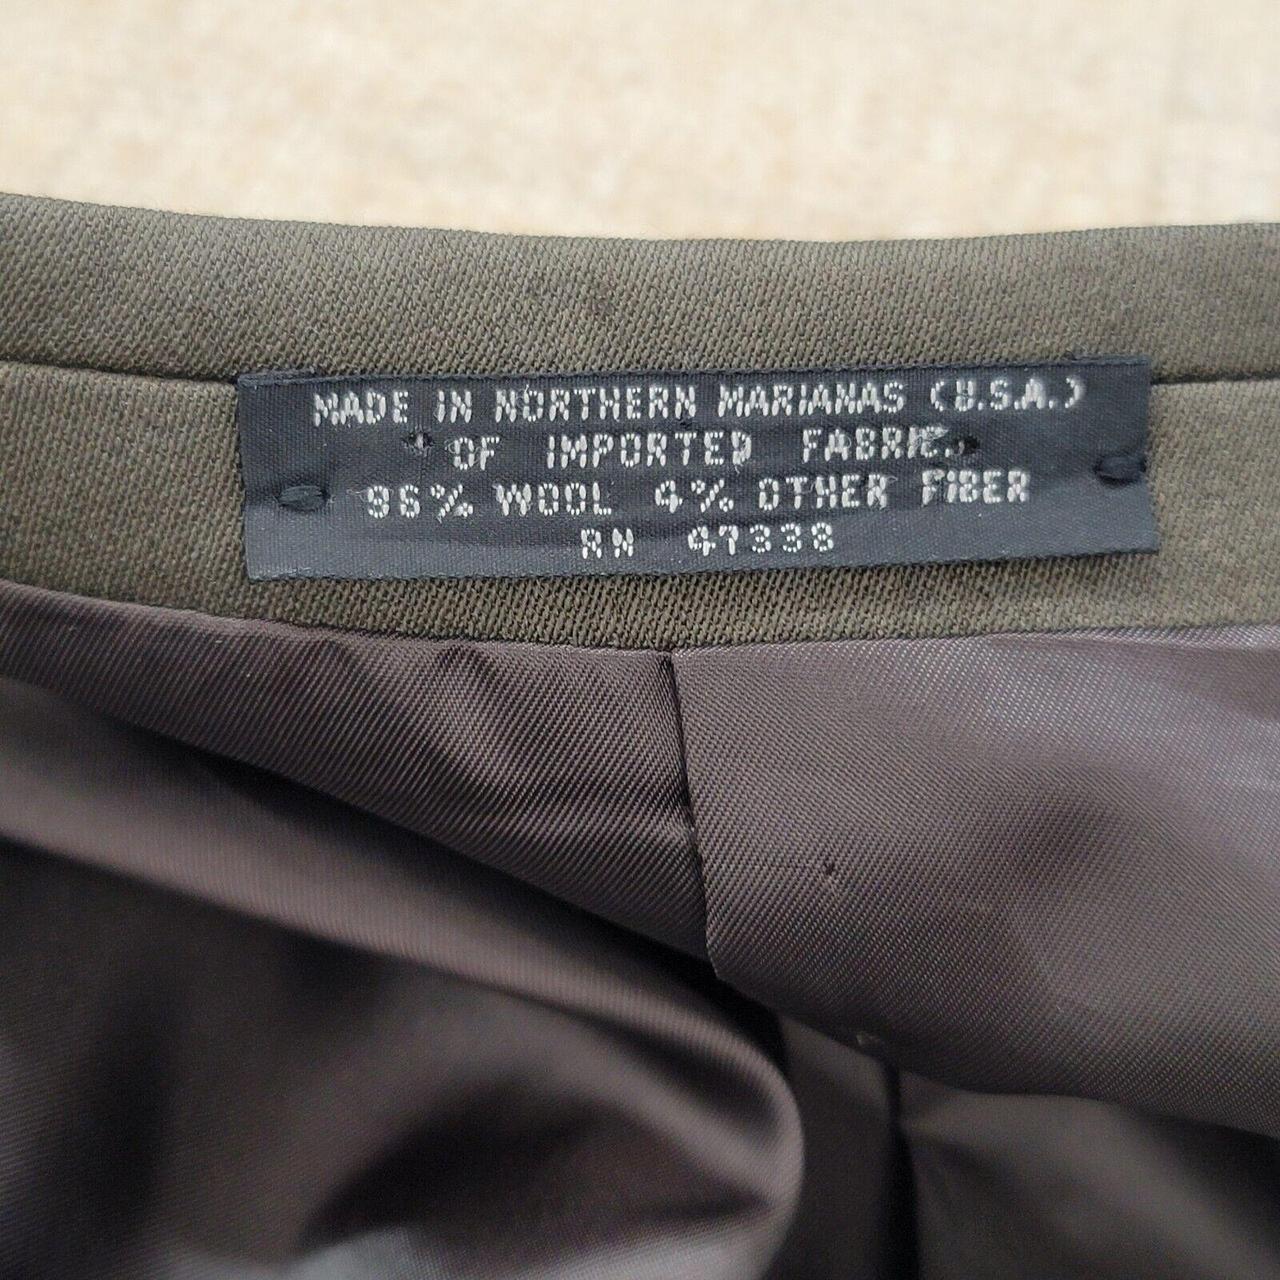 MADE IN NORTHERN MARIANAS (U.S.A.)
OF IMPORTED FABRIC.
96% WOOL 4% OTHER FIBER
RN 47338